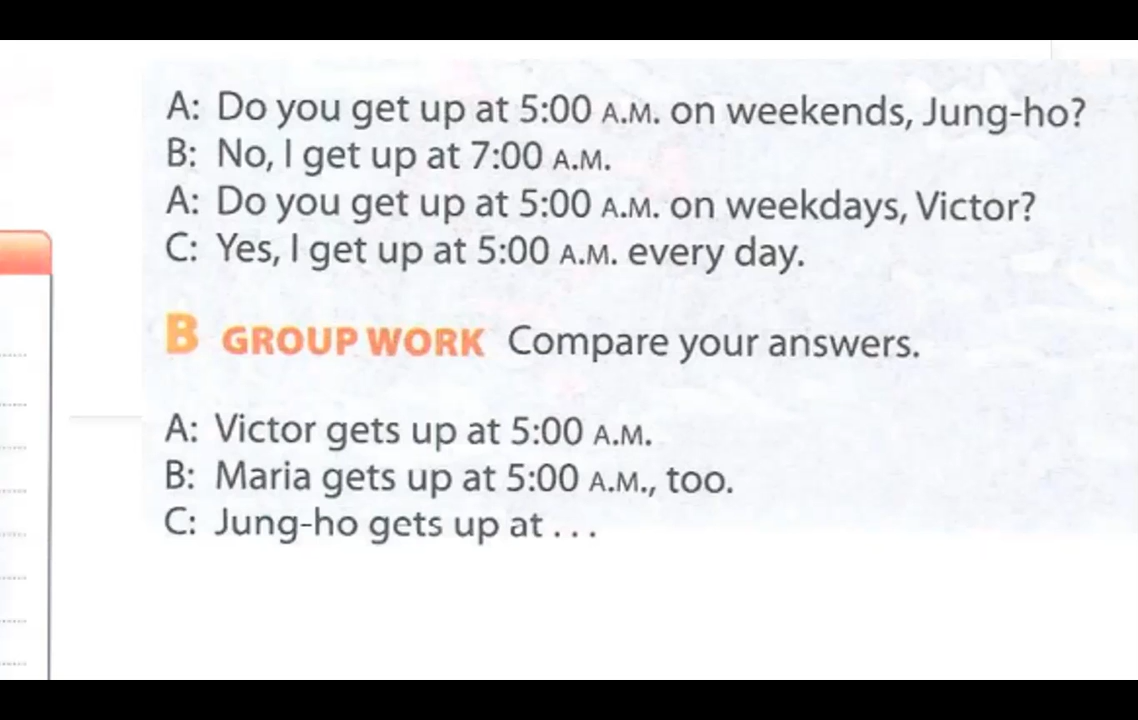 A: Do you get up at 5:00 A.M. on weekends, Jung-ho?
B: No, I get up at 7:00 A.M.
A: Do you get up at 5:00 A.M. on weekdays, Victor?
C: Yes, I get up at 5:00 A.M. every day.
B GROUP WORK Compare your answers.
A: Victor gets up at 5:00 A.M.
B: Maria gets up at 5:00 A.M., too.
C: Jung-ho gets up at . . .